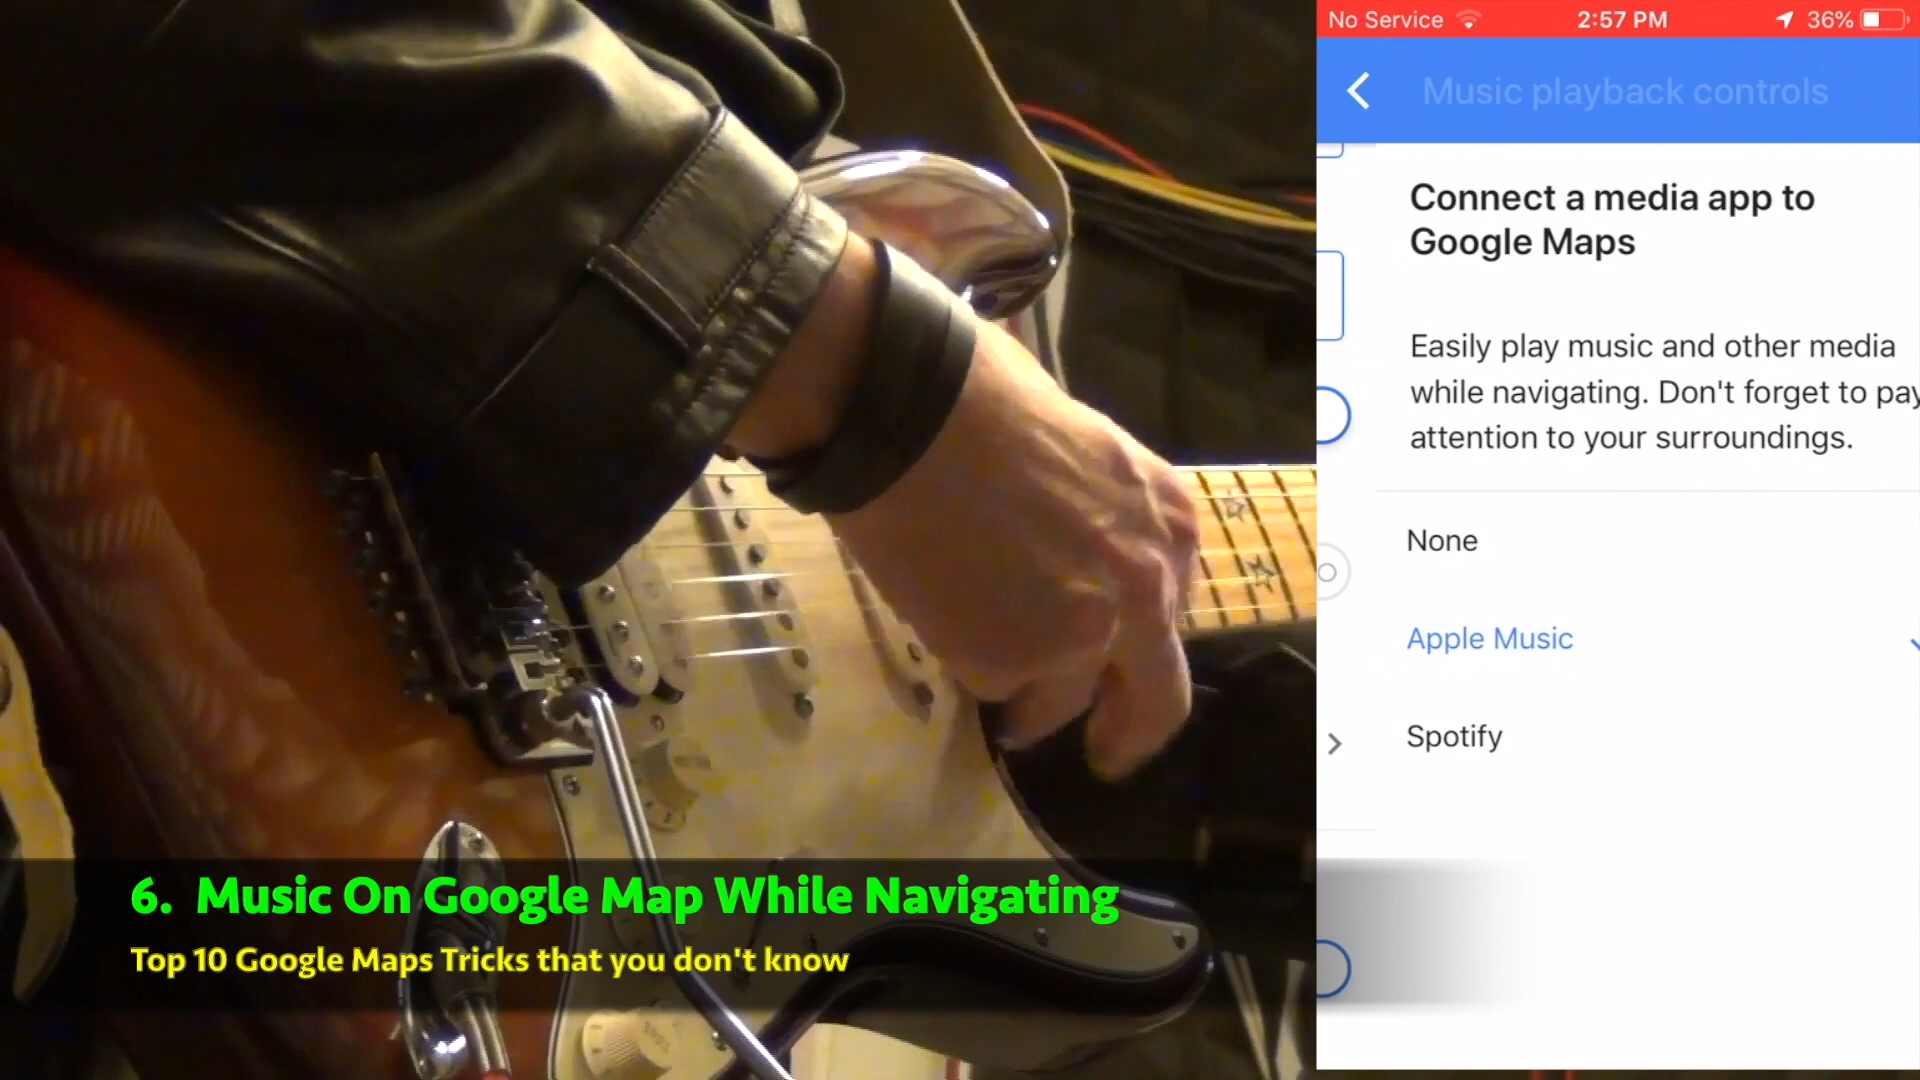 No Service 2:57 PM 36%
Music playback controls
Connect a media app to
Google Maps
Easily play music and other media
while navigating. Don't forget to pay
attention to your surroundings.
None
Apple Music
Spotify
6. Music On Google Map While Navigating
Top 10 Google Maps Tricks that you don't know